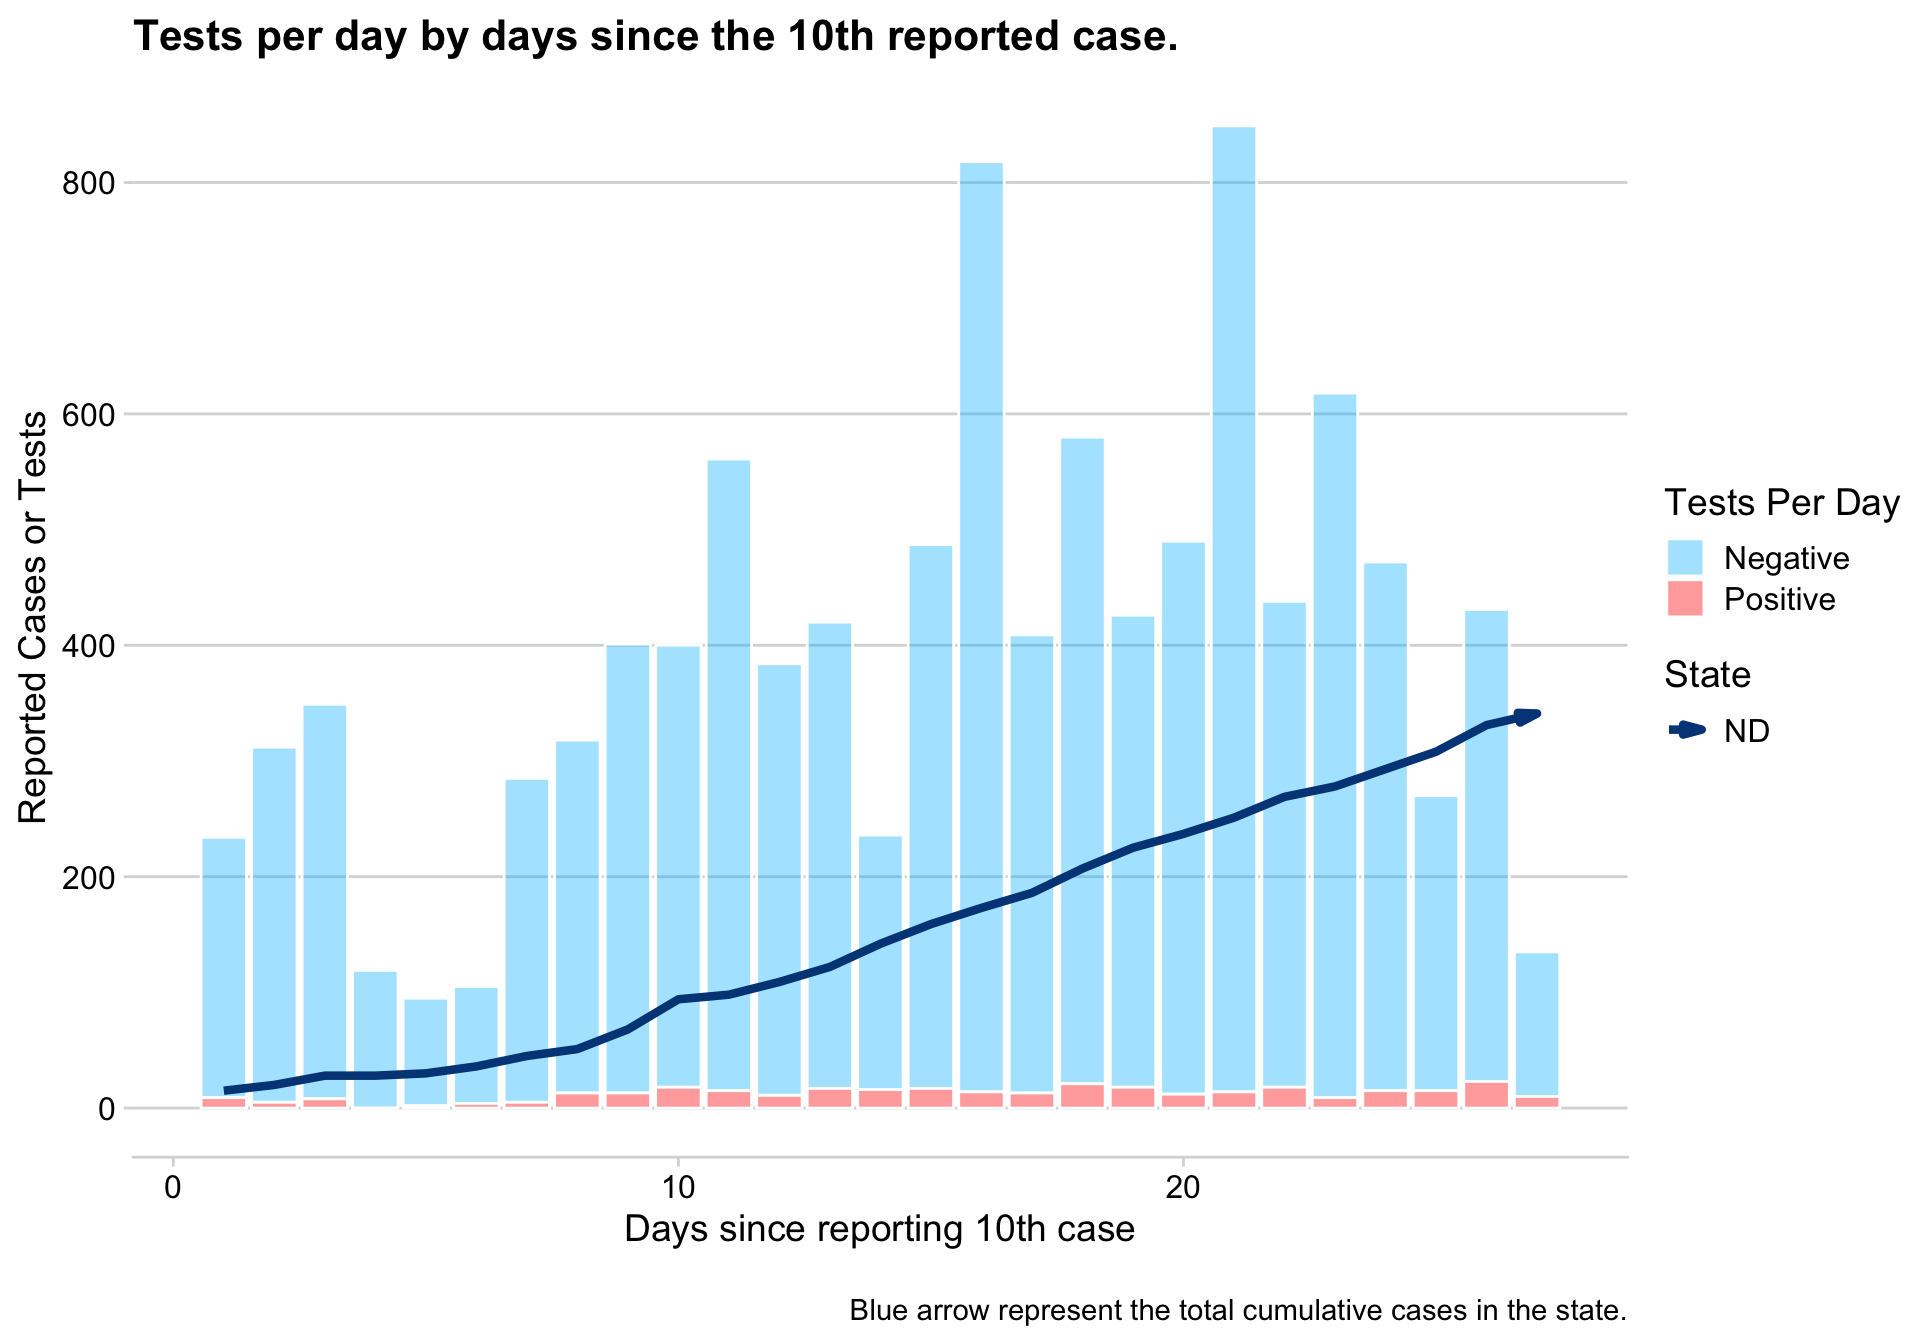 Tests per day by days since the 10th reported case.
Reported Cases or Tests
800
600
400
200
0
0
10
20
Days since reporting 10th case
Tests Per Day
Negative
Positive
State
ND
Blue arrow represent the total cumulative cases in the state.